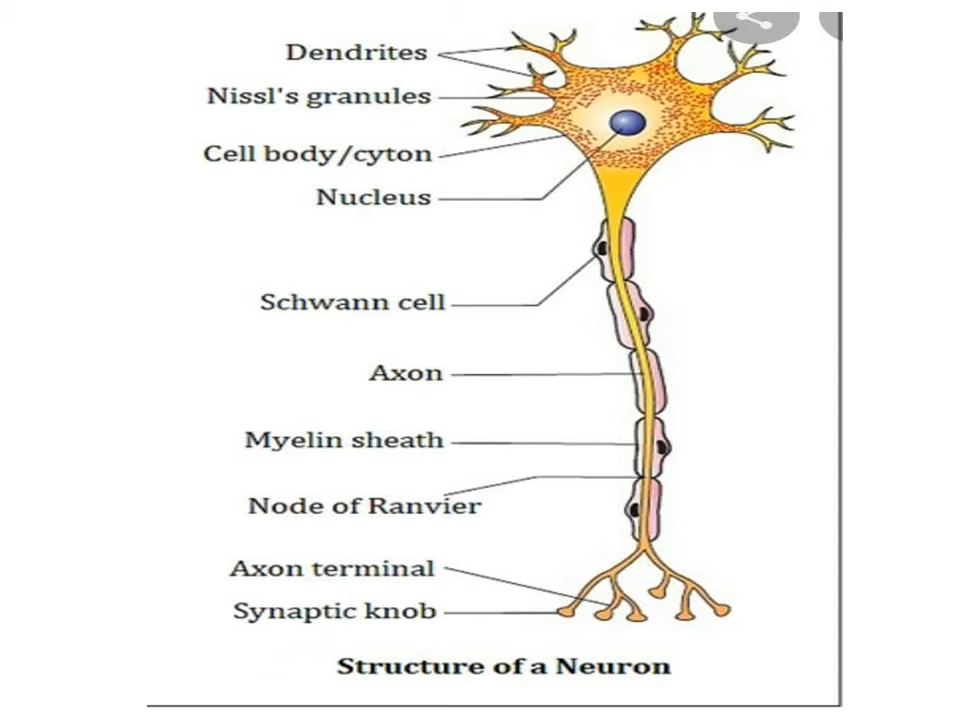 Dendrites
Nissl's granules
Cell body/cyton
Nucleus
Schwann cell
Axon
Myelin sheath
Node of Ranvier
Axon terminal
Synaptic knob
Structure of a Neuron